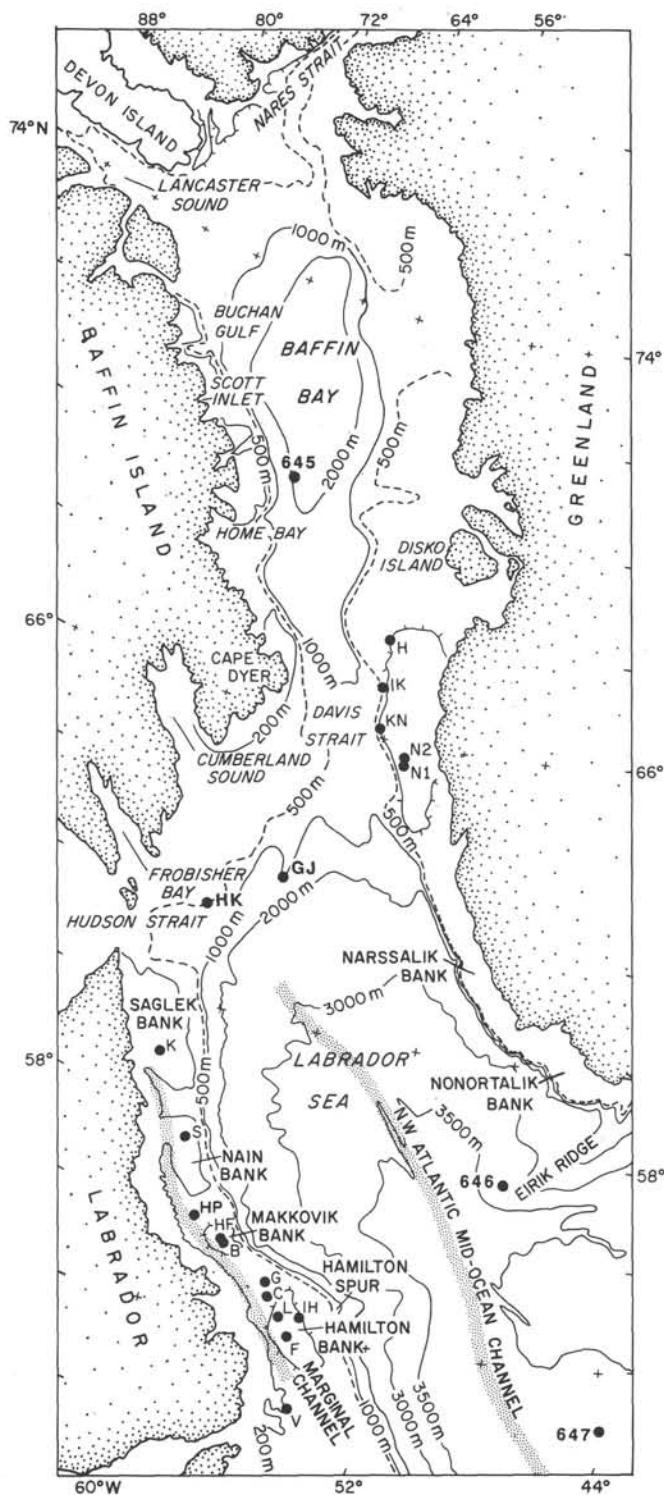 88° 80° 72° 64° 56°
DEVON ISLAND
NARES STRAIT
74°N
LANCASTER
SOUND
1000 m
500 m
BUCHAN
GULF
BAFFIN
BAY
74°
BAFFIN ISLAND
GREENLAND
SCOTT
INLET
500 m
500 m
2000 m
645
HOME BAY
DISKO
ISLAND
66°
H
1000 m
CAPE
DYER
IK
200 m
DAVIS
STRAIT
KN
N2
N1
CUMBERLAND
SOUND
66°
500 m
500 m
GJ
FROBISHER
BAY
HK
2000 m
1000 m
HUDSON STRAIT
NARSSALIK
BANK
3000 m
SAGLEK
BANK
K
58°
LABRADOR
SEA
500 m
NONORTALIK
BANK
3500 m
S
NAIN
BANK
NW ATLANTIC MID-OCEAN CHANNEL
646
EIRIK RIDGE
58°
LABRADOR
HP
HF
B
MAKKOVIK
BANK
G
C
HAMILTON
SPUR
L
IH
HAMILTON
BANK
F
MARGINAL
CHANNEL
3500 m
3000 m
1000 m
V
200 m
647
60°W 52° 44°